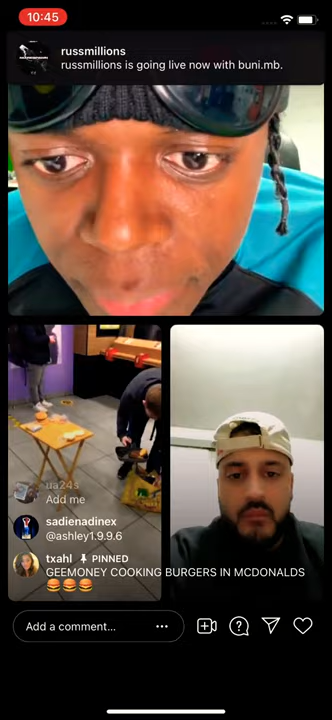 10:45
russmillions
russmillions is going live now with buni.mb.
ua24s
Add me
sadienadinex
@ashley1.9.9.6
txahl PINNED
GEEMONEY COOKING BURGERS IN MCDONALDS
🍔🍔🍔
Add a comment...